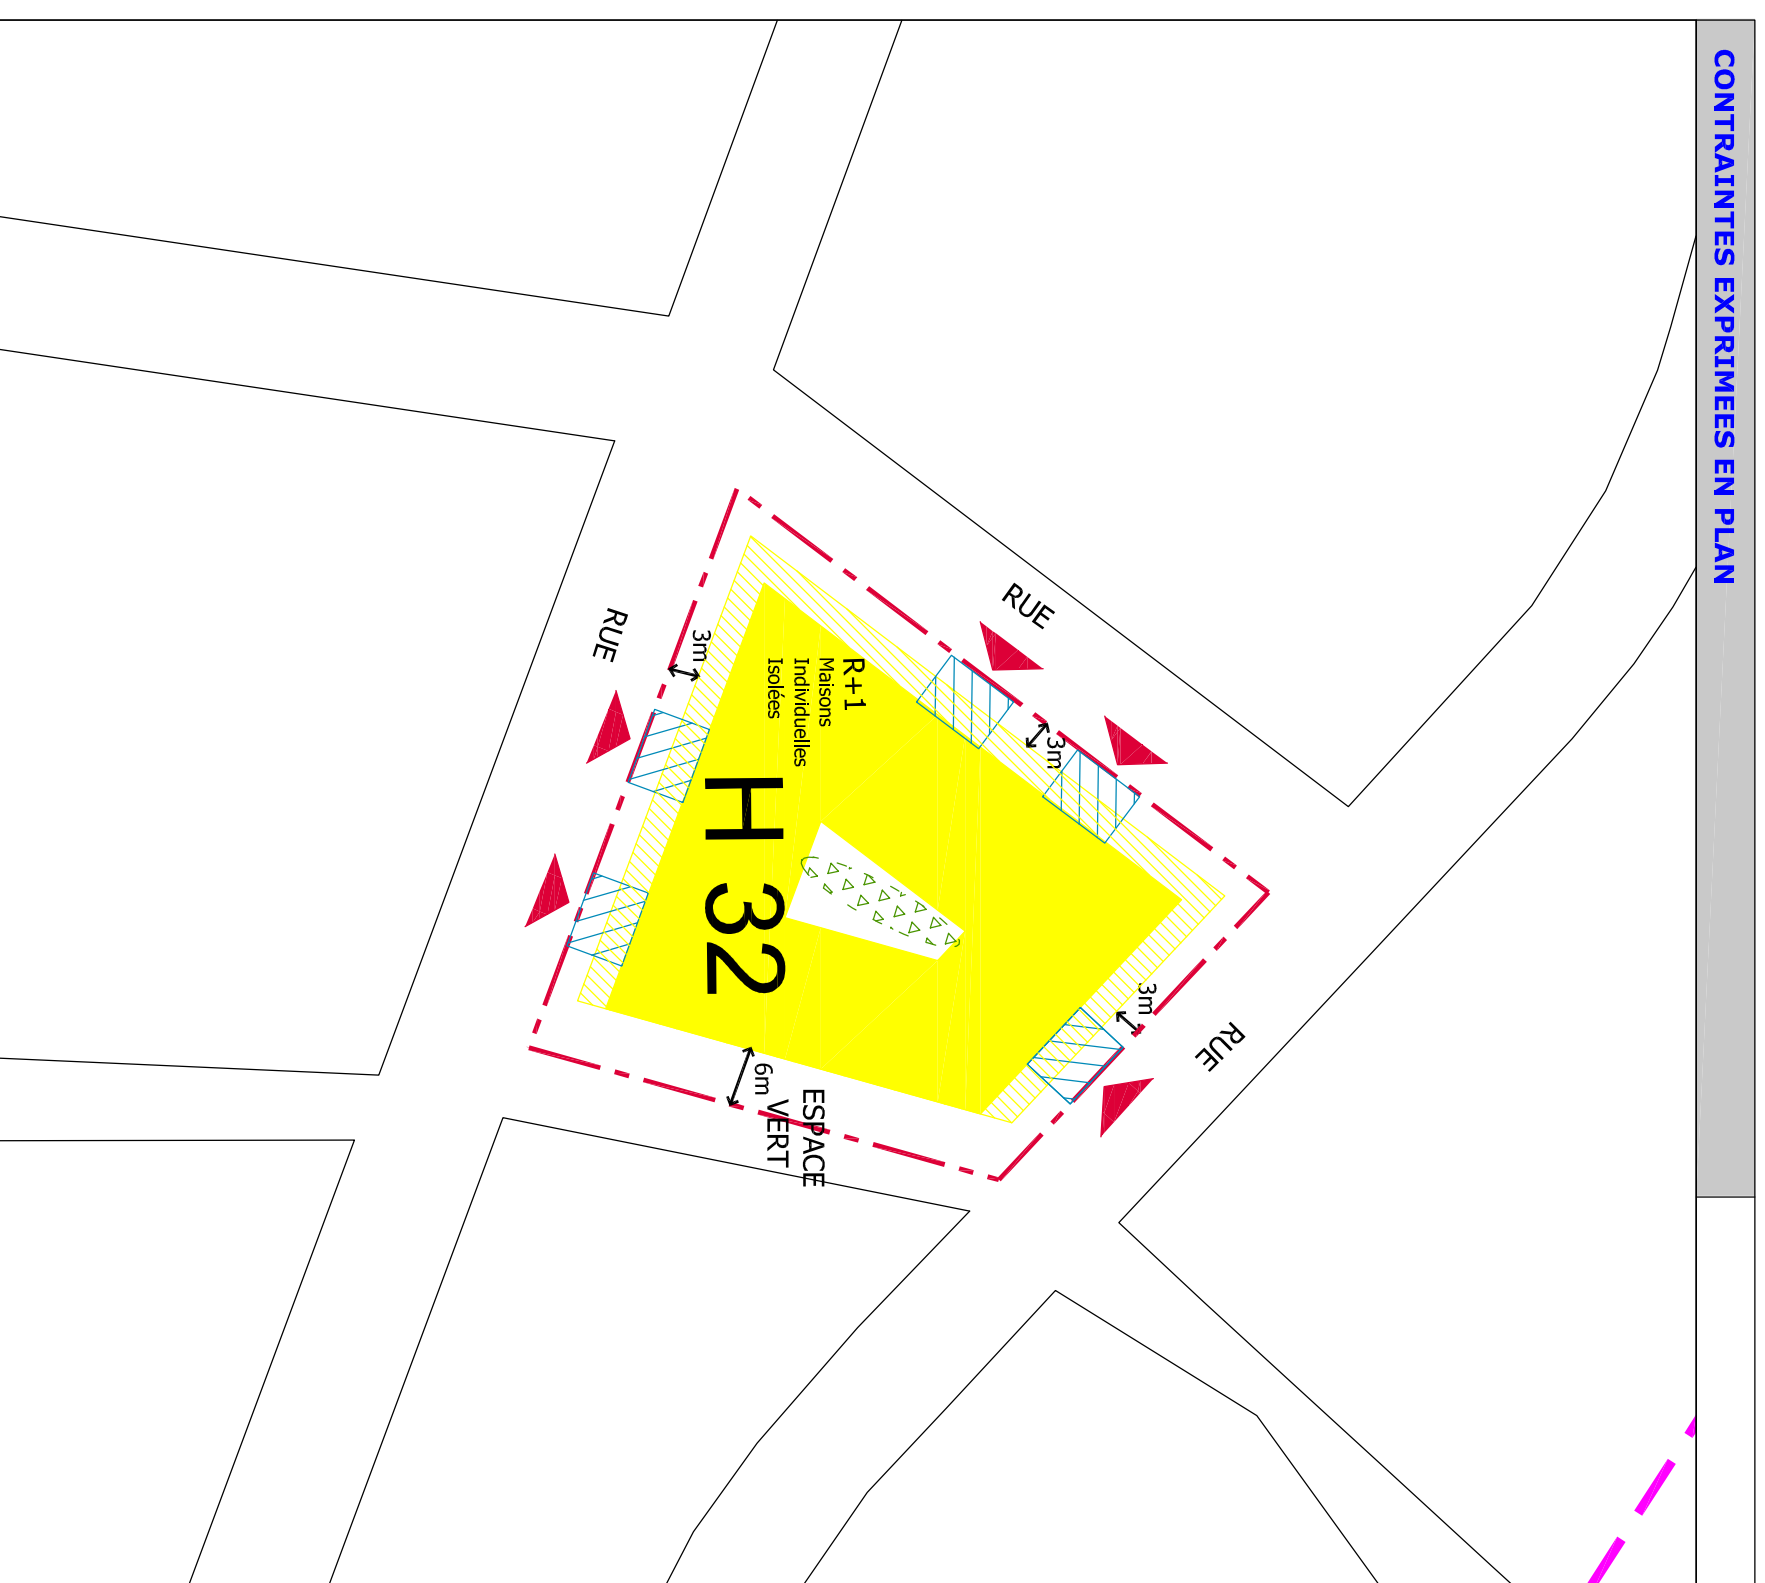 CONTRAINTES EXPRIMEES EN PLAN
RUE
RUE
3m
R+1
Maisons
Individuelles
Isolées
3m
H 32
3m
RUE
6m
ESPACE
VERT